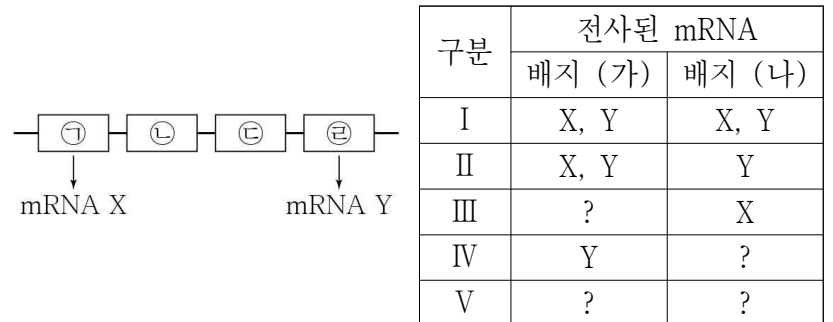 ㉠ ㉡ ㉢ ㉣
mRNA X mRNA Y
구분 전사된 mRNA
배지 (가) 배지 (나)
Ⅰ X, Y X, Y
Ⅱ X, Y Y
Ⅲ ? X
Ⅳ Y ?
Ⅴ ? ?